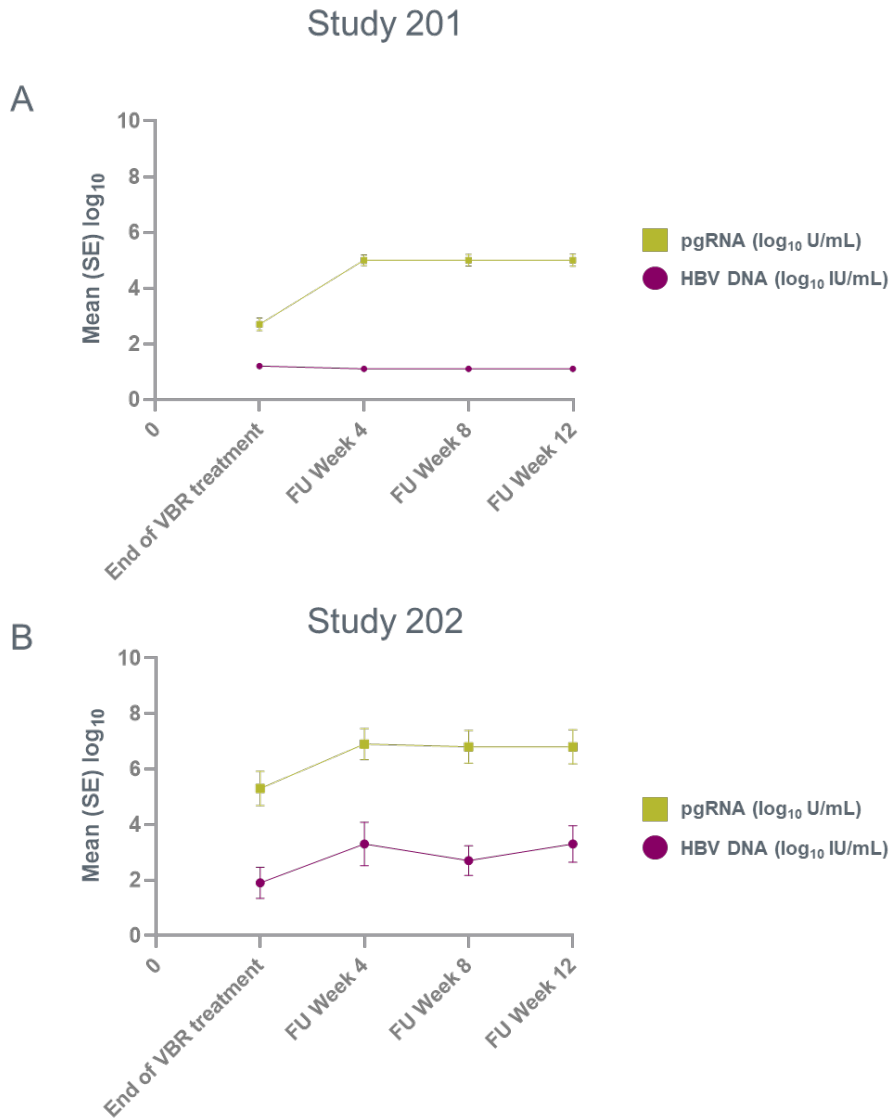 Study 201
A
Mean (SE) log₁₀
10
8
6
4
2
0
0
End of VBR treatment
FU Week 4
FU Week 8
FU Week 12
pgRNA (log₁₀ U/mL)
HBV DNA (log₁₀ IU/mL)
Study 202
B
Mean (SE) log₁₀
10
8
6
4
2
0
0
End of VBR treatment
FU Week 4
FU Week 8
FU Week 12
pgRNA (log₁₀ U/mL)
HBV DNA (log₁₀ IU/mL)